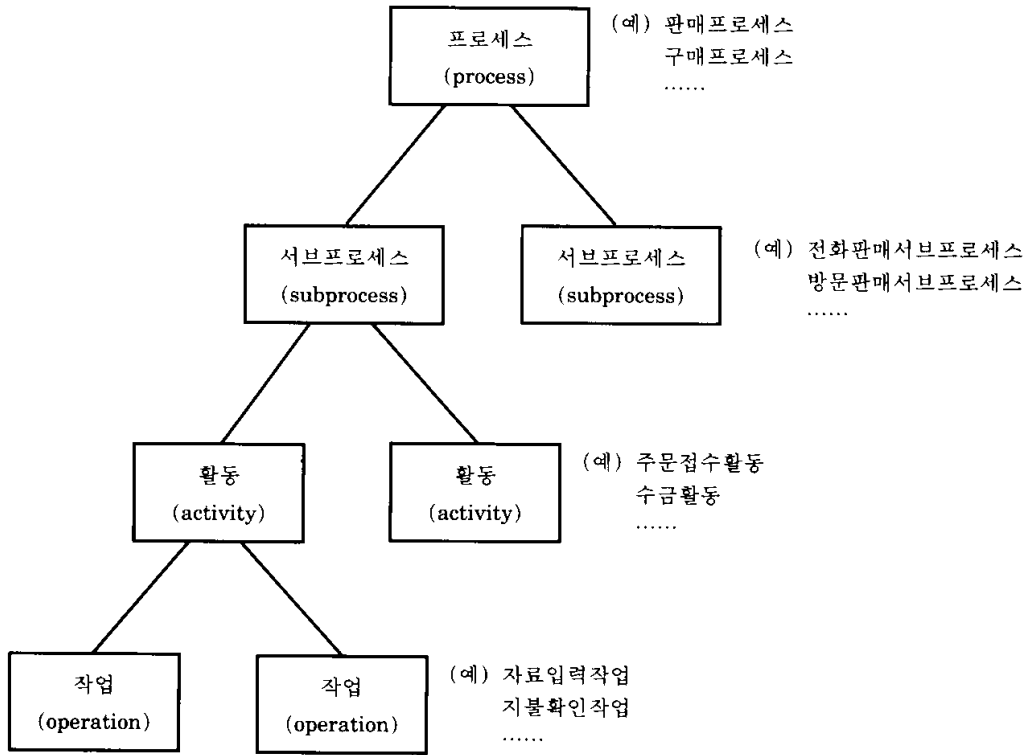 프로세스
(process)
(예) 판매프로세스
구매프로세스
……
서브프로세스
(subprocess)
서브프로세스
(subprocess)
(예) 전화판매서브프로세스
방문판매서브프로세스
……
활동
(activity)
활동
(activity)
(예) 주문접수활동
수금활동
……
작업
(operation)
작업
(operation)
(예) 자료입력작업
지불확인작업
……